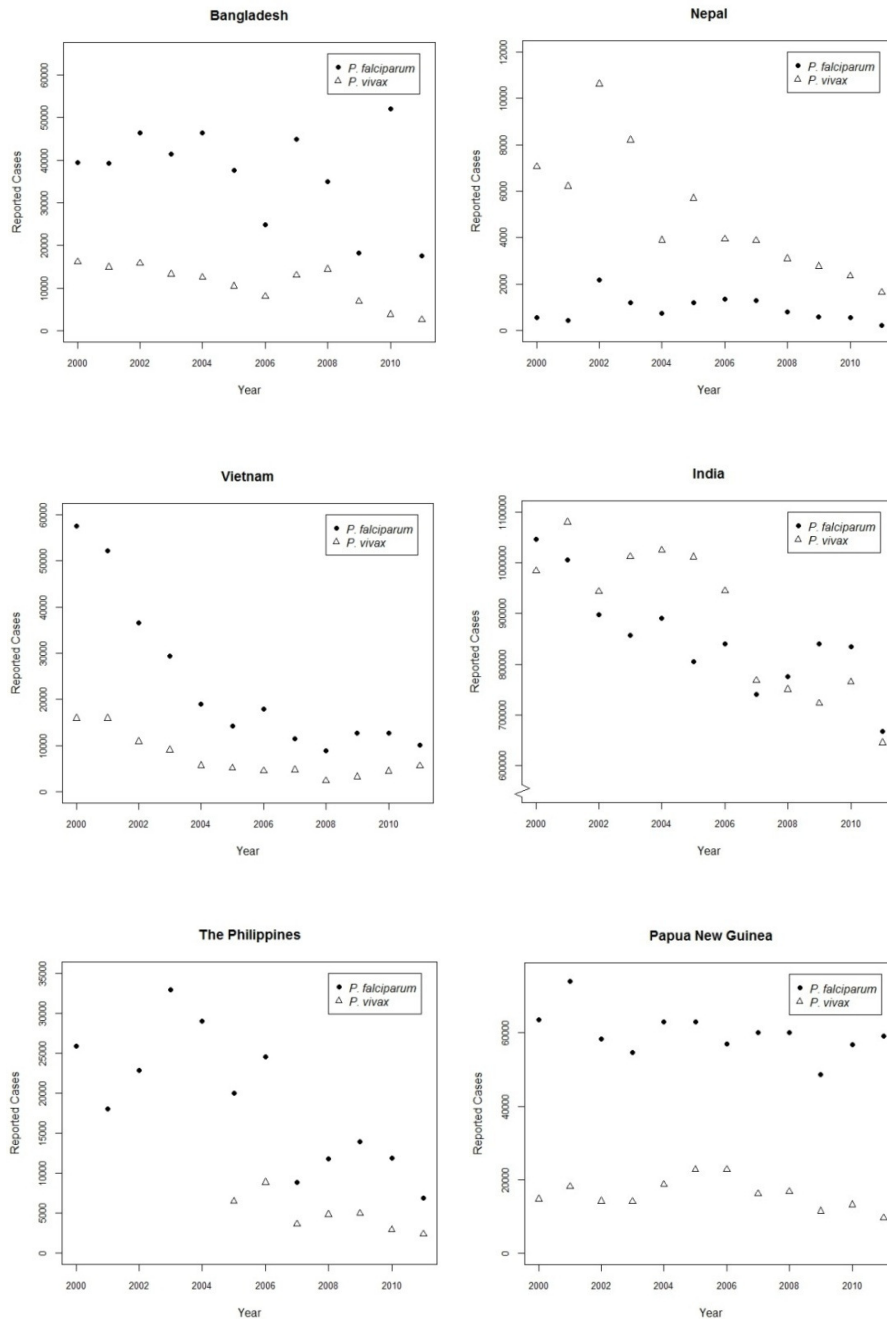 Bangladesh
Reported Cases
60000
50000
40000
30000
20000
10000
0
P. falciparum
P. vivax
2000
2002
2004
2006
2008
2010
Year
Nepal
Reported Cases
12000
10000
8000
6000
4000
2000
0
P. falciparum
P. vivax
2000
2002
2004
2006
2008
2010
Year
Vietnam
Reported Cases
60000
50000
40000
30000
20000
10000
0
P. falciparum
P. vivax
2000
2002
2004
2006
2008
2010
Year
India
Reported Cases
1100000
1000000
900000
800000
700000
600000
P. falciparum
P. vivax
2000
2002
2004
2006
2008
2010
Year
The Philippines
Reported Cases
35000
30000
25000
20000
15000
10000
5000
0
P. falciparum
P. vivax
2000
2002
2004
2006
2008
2010
Year
Papua New Guinea
Reported Cases
60000
40000
20000
0
P. falciparum
P. vivax
2000
2002
2004
2006
2008
2010
Year